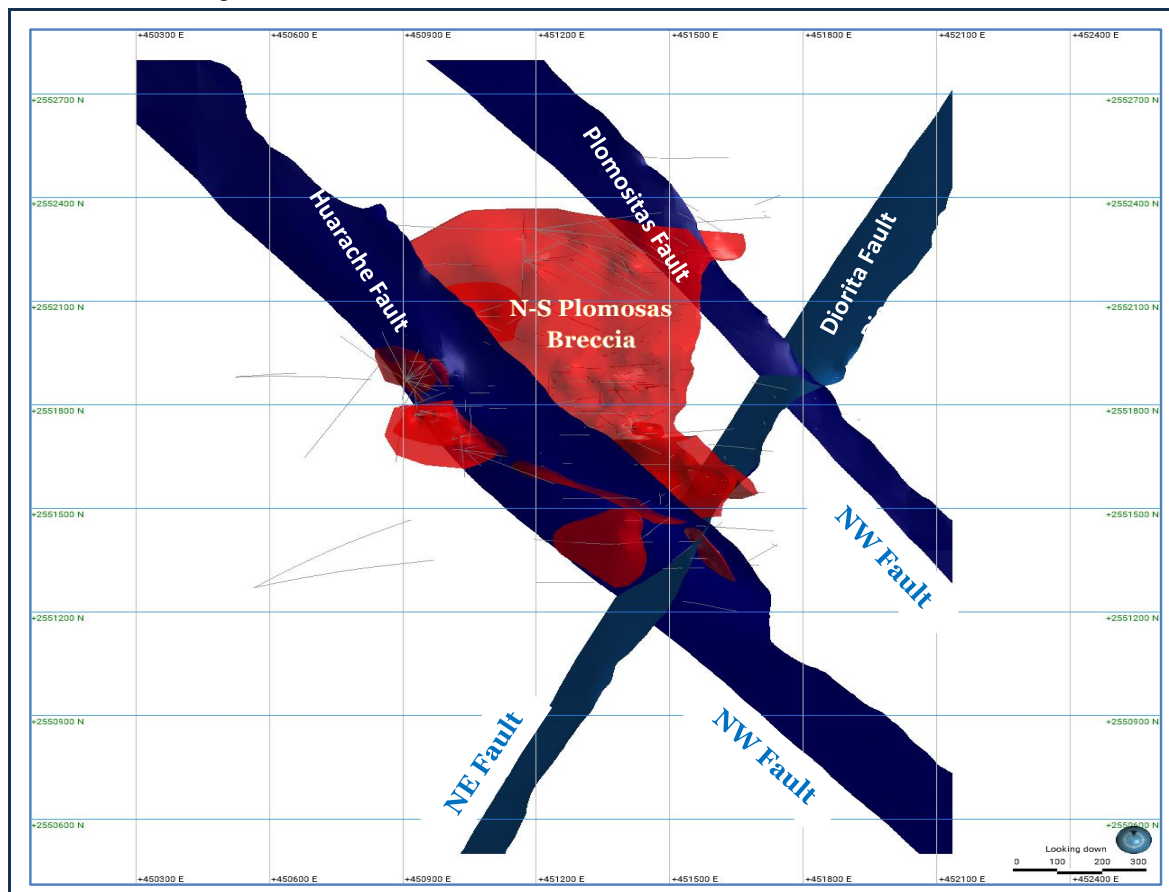 +450300 E
+450600 E
+450900 E
+451200 E
+451500 E
+451800 E
+452100 E
+452400 E
+2552700 N
+2552700 N
Plomositas Fault
Huarache Fault
+2552400 N
+2552400 N
Diorita Fault
N-S Plomosas
Breccia
+2552100 N
+2552100 N
+2551800 N
+2551800 N
+2551500 N
+2551500 N
NW Fault
+2551200 N
+2551200 N
NE Fault
NW Fault
+2550900 N
+2550900 N
+2550600 N
+2550600 N
Looking down
0 100 200 300
+450300 E
+450600 E
+450900 E
+451200 E
+451500 E
+451800 E
+452100 E
+452400 E